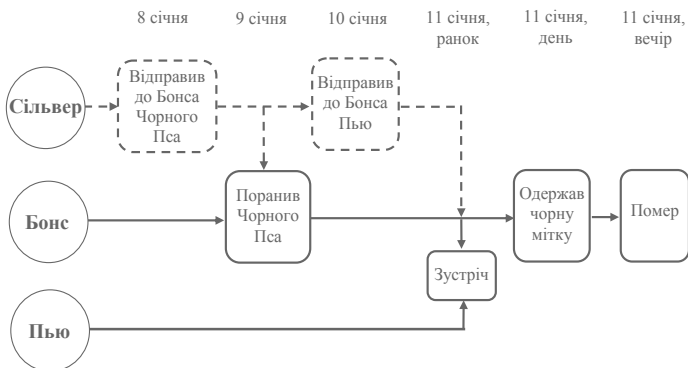 8 січня
9 січня
10 січня
11 січня,
ранок
11 січня,
день
11 січня,
вечір
Сільвер
Відправив
до Бонса
Чорного
Пса
Відправив
до Бонса
Пью
Бонс
Поранив
Чорного
Пса
Одержав
чорну
мітку
Помер
Зустріч
Пью